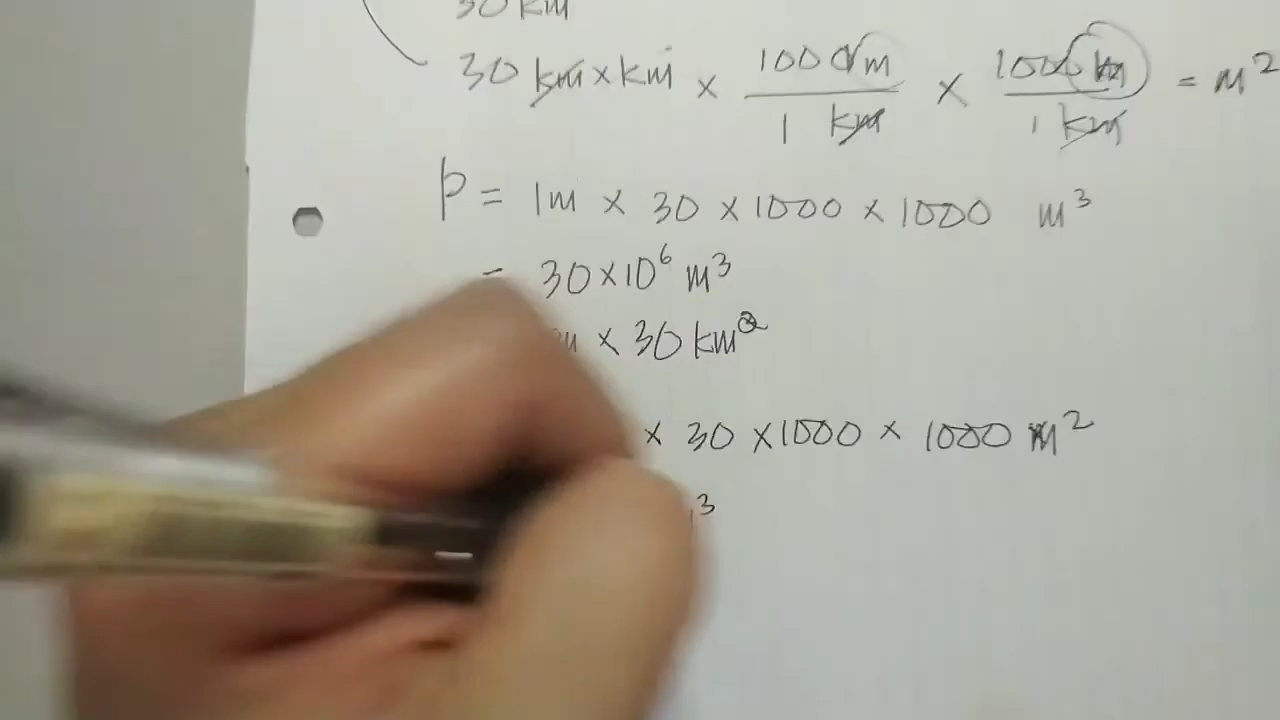 30 km
30 km × km × 1000 m / 1 km × 1000 m / 1 km = m²
P = 1m × 30 × 1000 × 1000 m³
= 30×10⁶ m³
× 30 km²
× 30 ×1000 × 1000 m²
³